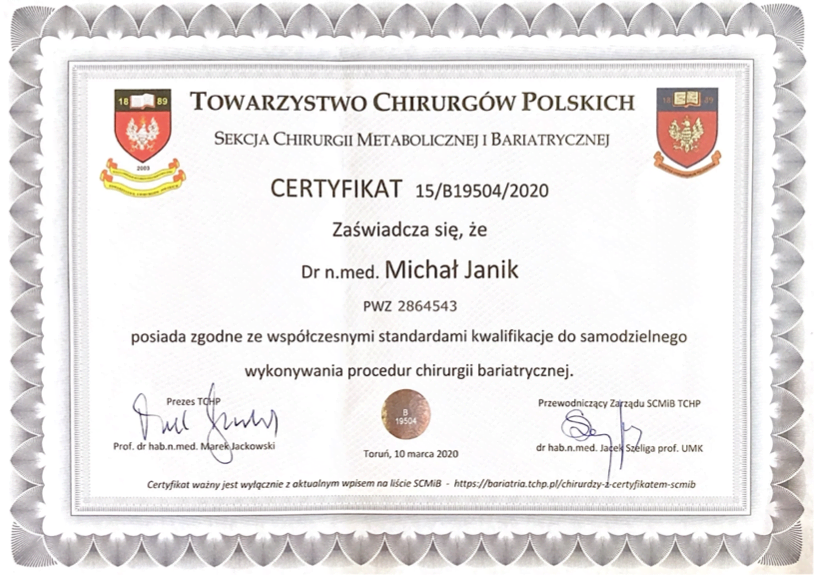 18 89
TOWARZYSTWO CHIRURGÓW POLSKICH
18 89
SEKCJA CHIRURGII METABOLICZNEJ I BARIATRYCZNEJ
2005
CERTYFIKAT 15/B19504/2020
Zaświadcza się, że
Dr n.med. Michał Janik
PWZ 2864543
posiada zgodne ze współczesnymi standardami kwalifikacje do samodzielnego
wykonywania procedur chirurgii bariatrycznej.
Prezes TCHP
Prof. dr hab.n.med. Marek Jackowski
B
19504
Toruń, 10 marca 2020
Przewodniczący Zarządu SCMiB TCHP
dr hab.n.med. Jacek Szeliga prof. UMK
Certyfikat ważny jest wyłącznie z aktualnym wpisem na liście SCMiB - https://bariatria.tchp.pl/chirurdzy-z-certyfikatem-scmib